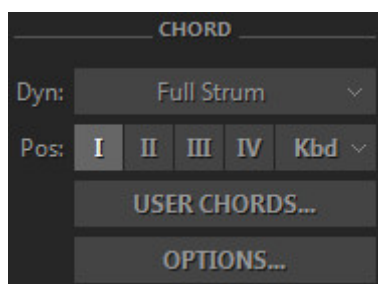 CHORD
Dyn: Full Strum
Pos: I II III IV Kbd
USER CHORDS...
OPTIONS...